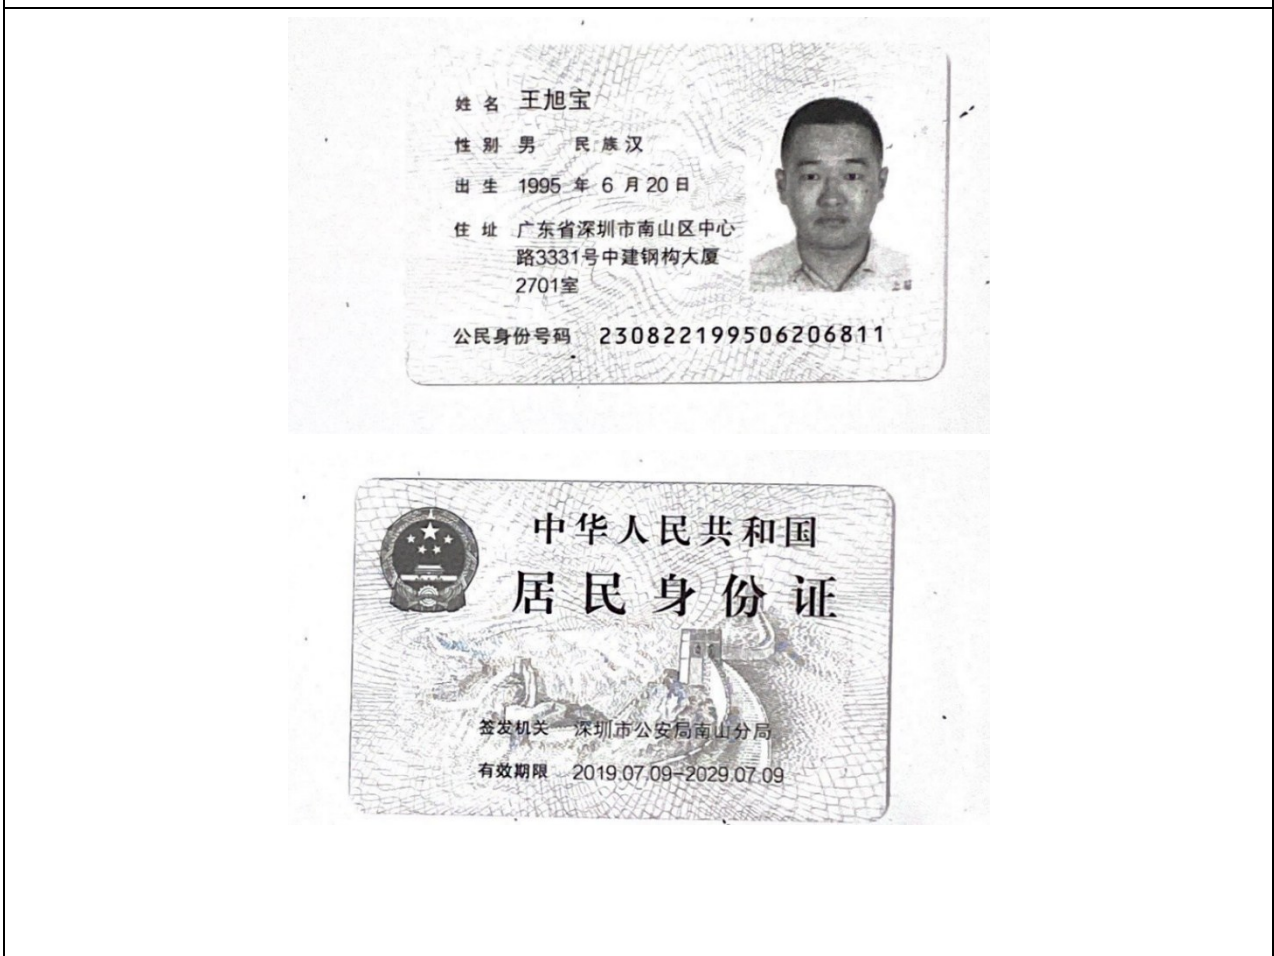 姓名 王旭宝
性别 男 民族 汉
出生 1995 年 6 月 20 日
住址 广东省深圳市南山区中心
路3331号中建钢构大厦
2701室
公民身份号码 230822199506206811
中华人民共和国
居民身份证
签发机关 深圳市公安局南山分局
有效期限 2019.07.09-2029.07.09